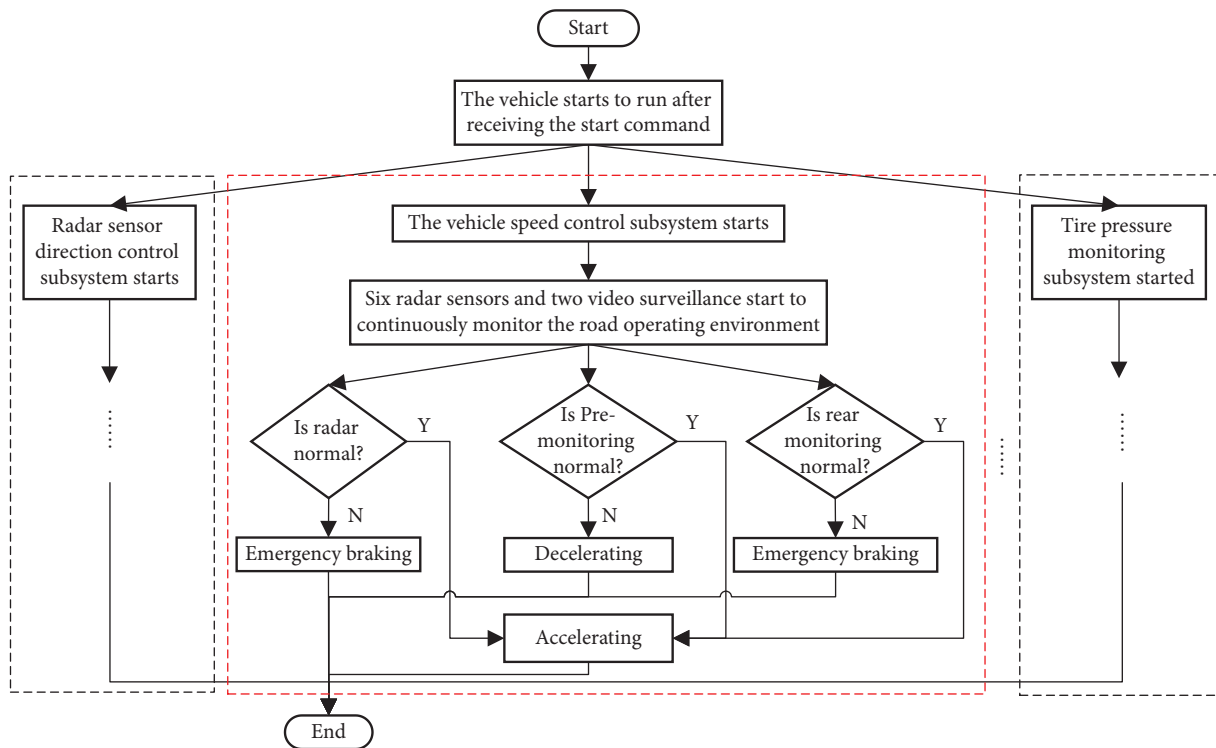 Start
The vehicle starts to run after
receiving the start command
Radar sensor
direction control
subsystem starts
The vehicle speed control subsystem starts
Tire pressure
monitoring
subsystem started
Six radar sensors and two video surveillance start to
continuously monitor the road operating environment
Is radar
normal?
Y
Is Pre-
monitoring
normal?
Y
Is rear
monitoring
normal?
Y
......
......
......
N
N
N
Emergency braking
Decelerating
Emergency braking
Accelerating
End